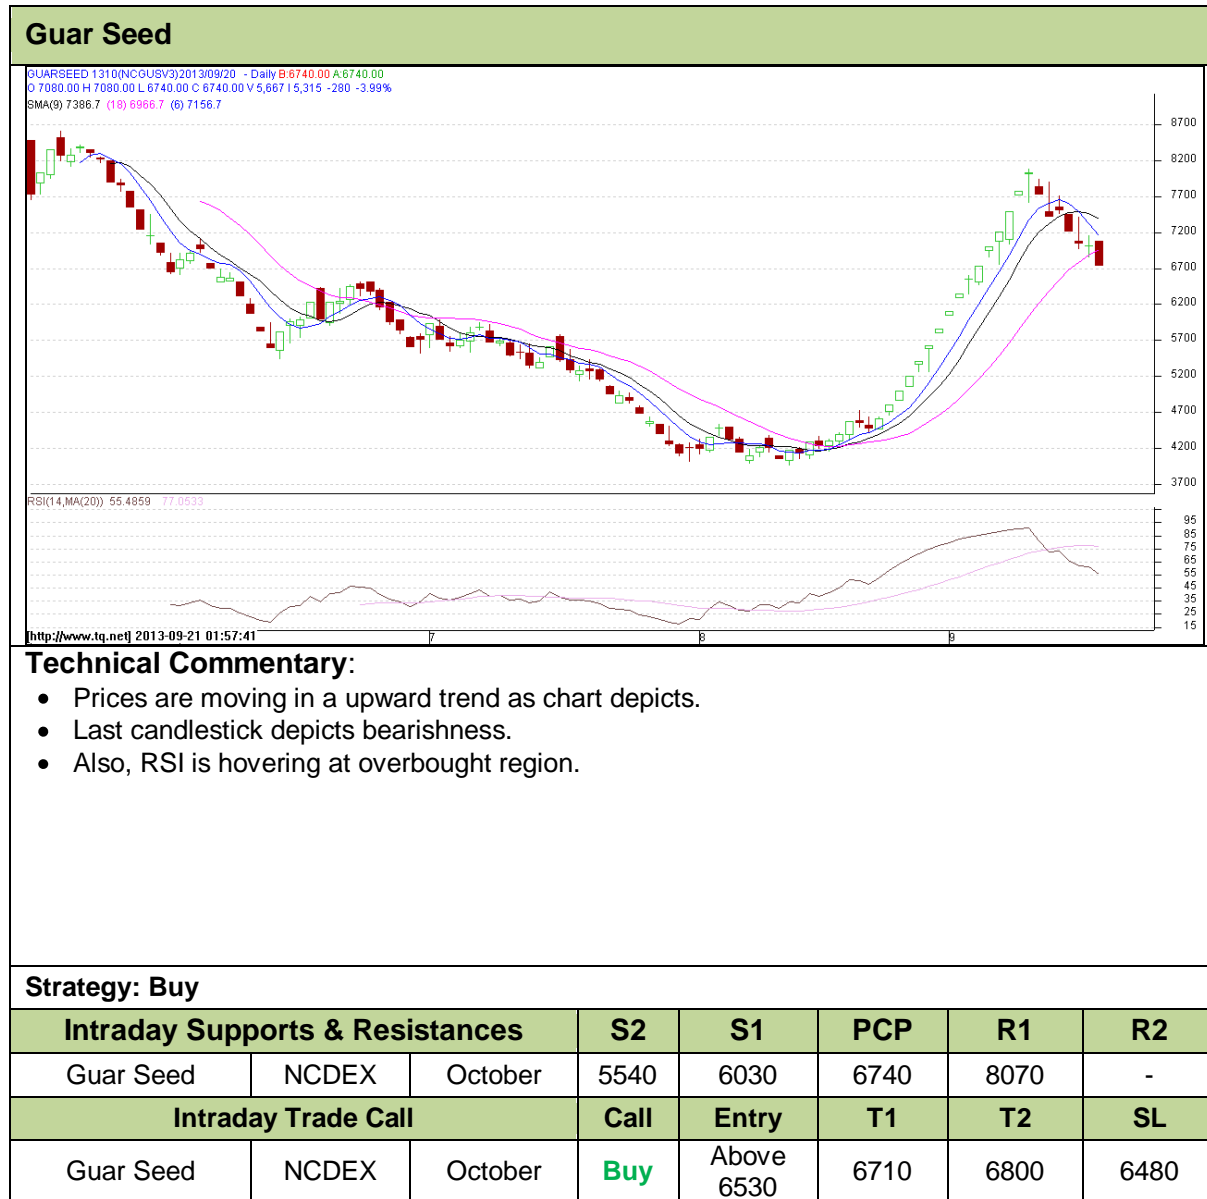 Guar Seed
GUARSEED 1310(NCGUSV3)2013/09/20 - Daily B:6740.00 A:6740.00
O 7080.00 H 7080.00 L 6740.00 C 6740.00 V 5,667 I 5,315 -280 -3.99%
SMA(9) 7386.7 (18) 6966.7 (6) 7156.7
8700
8200
7700
7200
6700
6200
5700
5200
4700
4200
3700
RSI(14,MA(20)) 55.4859 77.0533
95
85
75
65
55
45
35
25
15
[http://www.tq.net] 2013-09-21 01:57:41 7 8 9
Technical Commentary:
• Prices are moving in a upward trend as chart depicts.
• Last candlestick depicts bearishness.
• Also, RSI is hovering at overbought region.
Strategy: Buy
Intraday Supports & Resistances S2 S1 PCP R1 R2
Guar Seed NCDEX October 5540 6030 6740 8070 -
Intraday Trade Call Call Entry T1 T2 SL
Guar Seed NCDEX October Buy Above 6530 6710 6800 6480